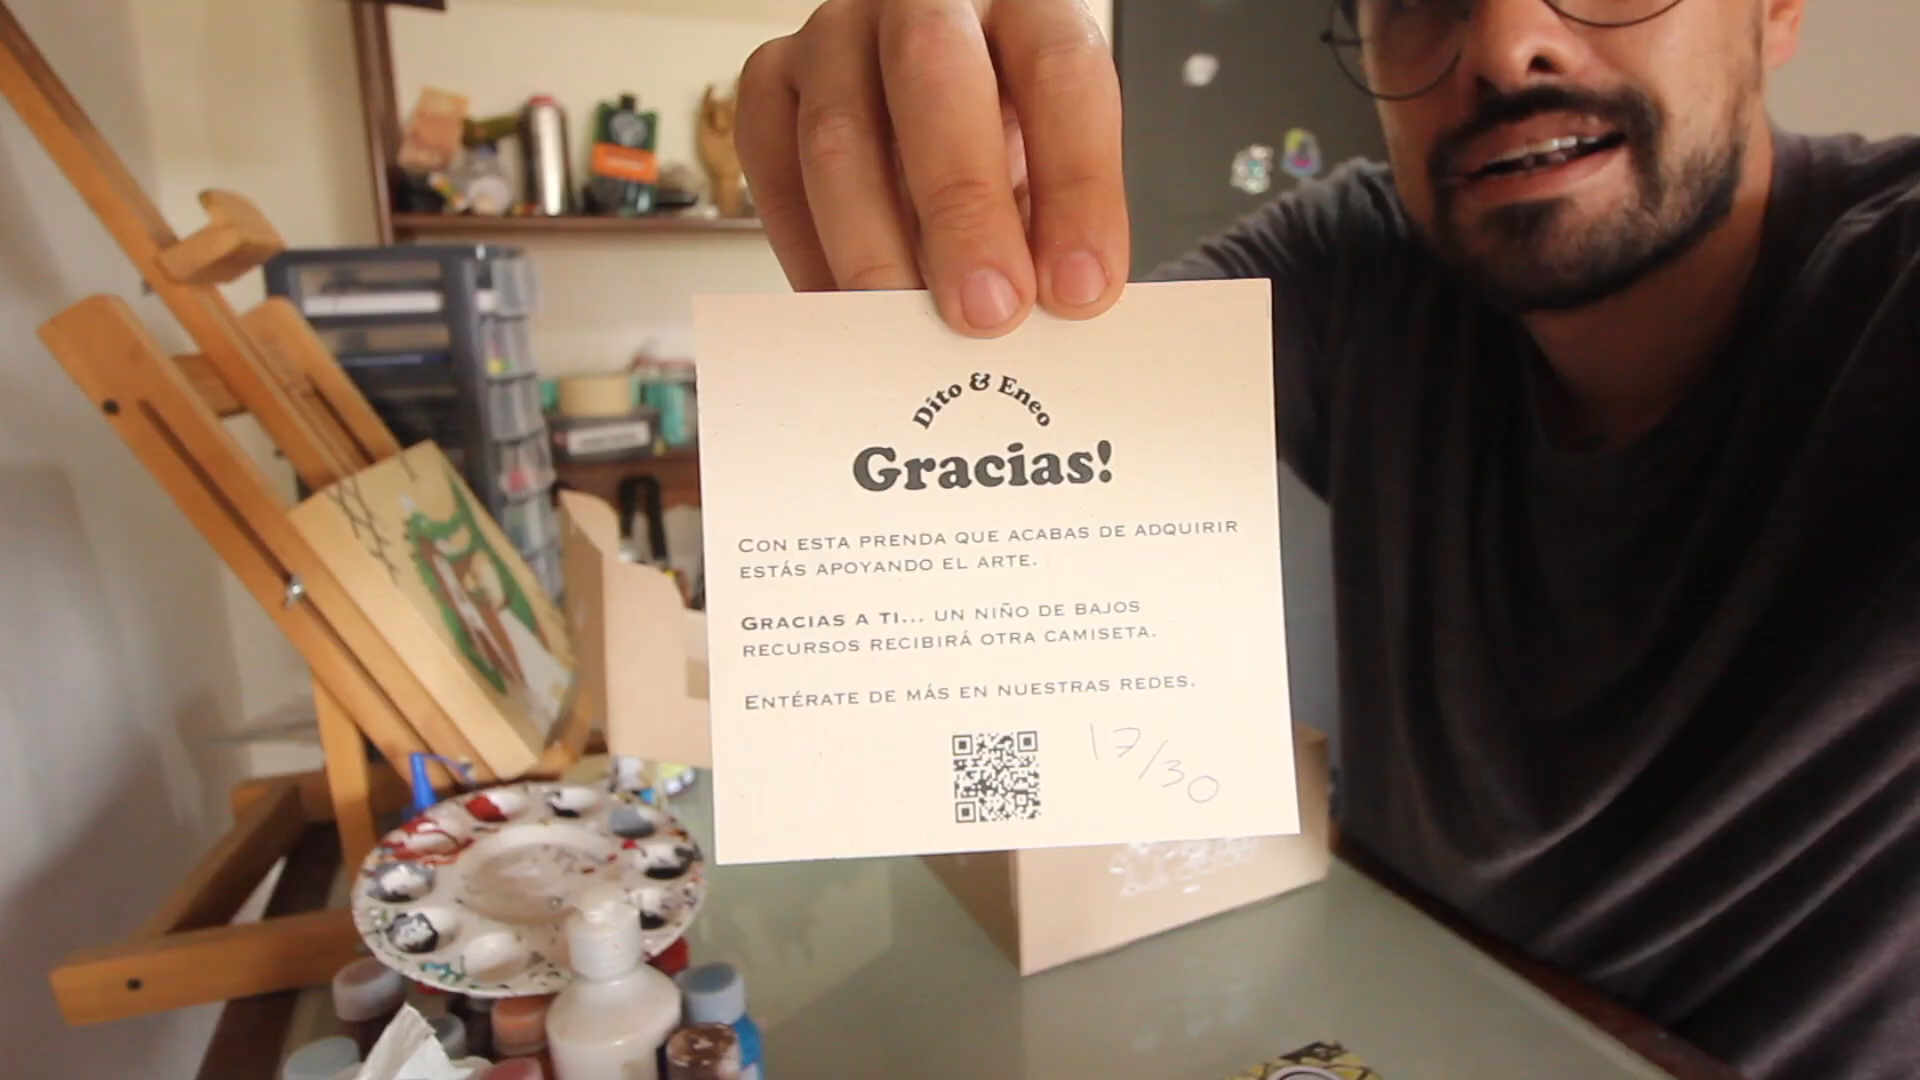 Dito & Eneo
Gracias!
CON ESTA PRENDA QUE ACABAS DE ADQUIRIR
ESTÁS APOYANDO EL ARTE.
GRACIAS A TI... UN NIÑO DE BAJOS
RECURSOS RECIBIRÁ OTRA CAMISETA.
ENTÉRATE DE MÁS EN NUESTRAS REDES.
17/30